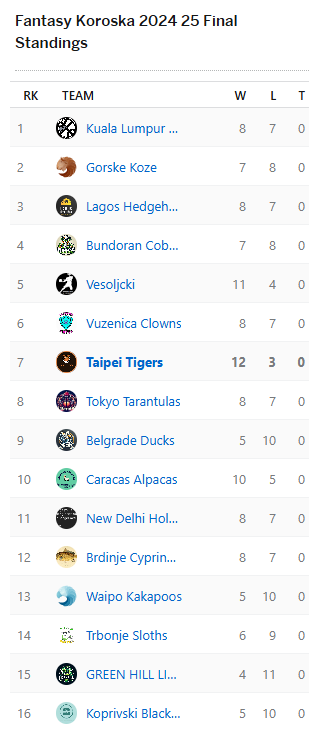 Fantasy Koroska 2024 25 Final
Standings
RK TEAM W L T
1 Kuala Lumpur ... 8 7 0
2 Gorske Koze 7 8 0
3 Lagos Hedgeh... 8 7 0
4 Bundoran Cob... 7 8 0
5 Vesoljcki 11 4 0
6 Vuzenica Clowns 8 7 0
7 Taipei Tigers 12 3 0
8 Tokyo Tarantulas 8 7 0
9 Belgrade Ducks 5 10 0
10 Caracas Alpacas 10 5 0
11 New Delhi Hol... 8 7 0
12 Brdinje Cyprin... 8 7 0
13 Waipo Kakapoos 5 10 0
14 Trbonje Sloths 6 9 0
15 GREEN HILL LI... 4 11 0
16 Koprivski Black... 5 10 0